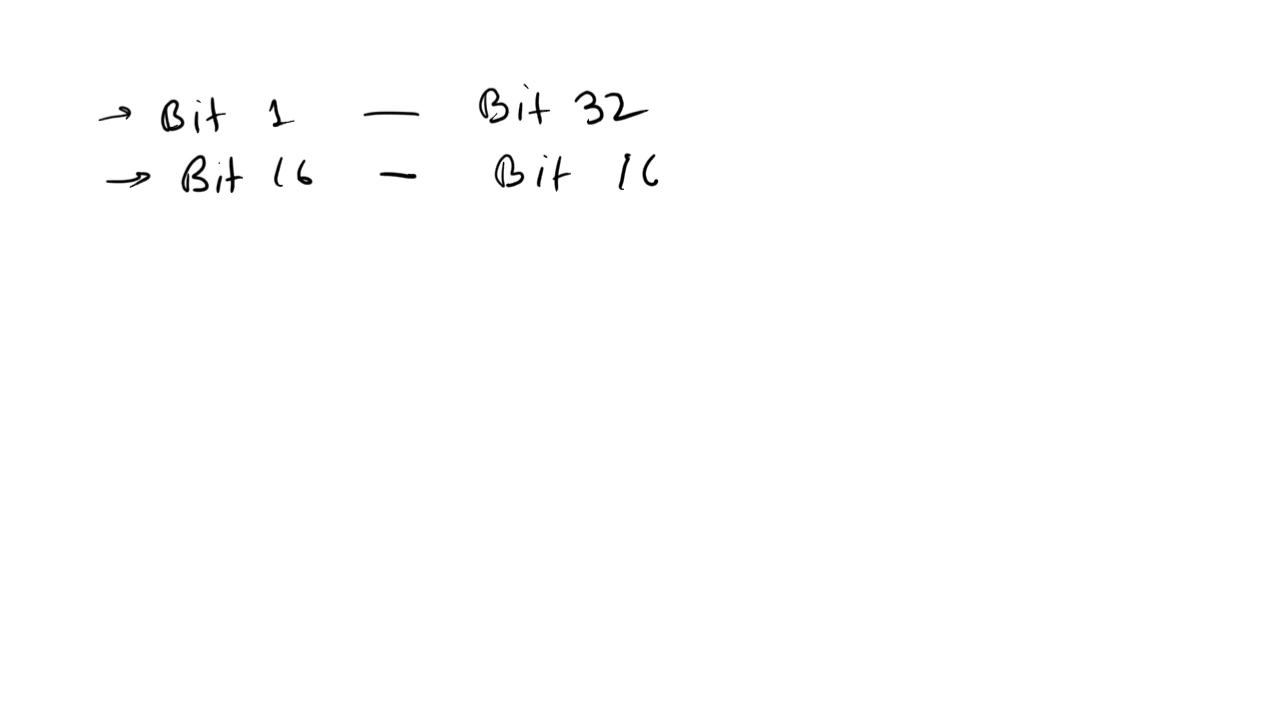 → Bit 1 — Bit 32
→ Bit 16 - Bit 16